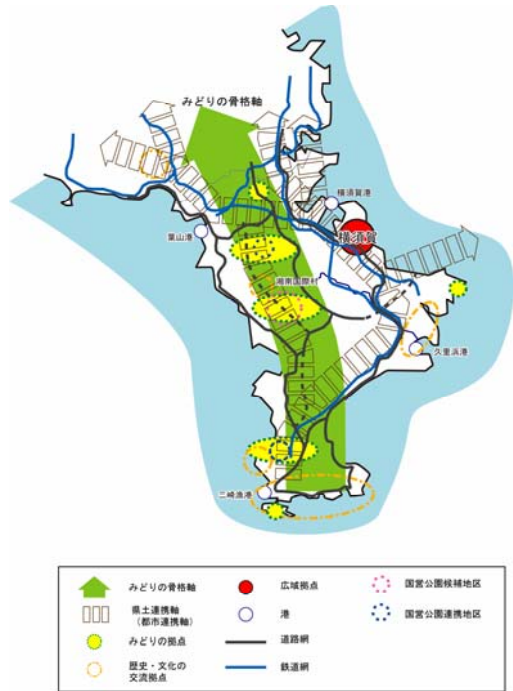 みどりの骨格軸
横須賀港
葉山港
横須賀
湘南国際村
久里浜港
三崎漁港
みどりの骨格軸
広域拠点
国営公園候補地区
県土連携軸
（都市連携軸）
港
国営公園連携地区
みどりの拠点
道路網
歴史・文化の
交流拠点
鉄道網